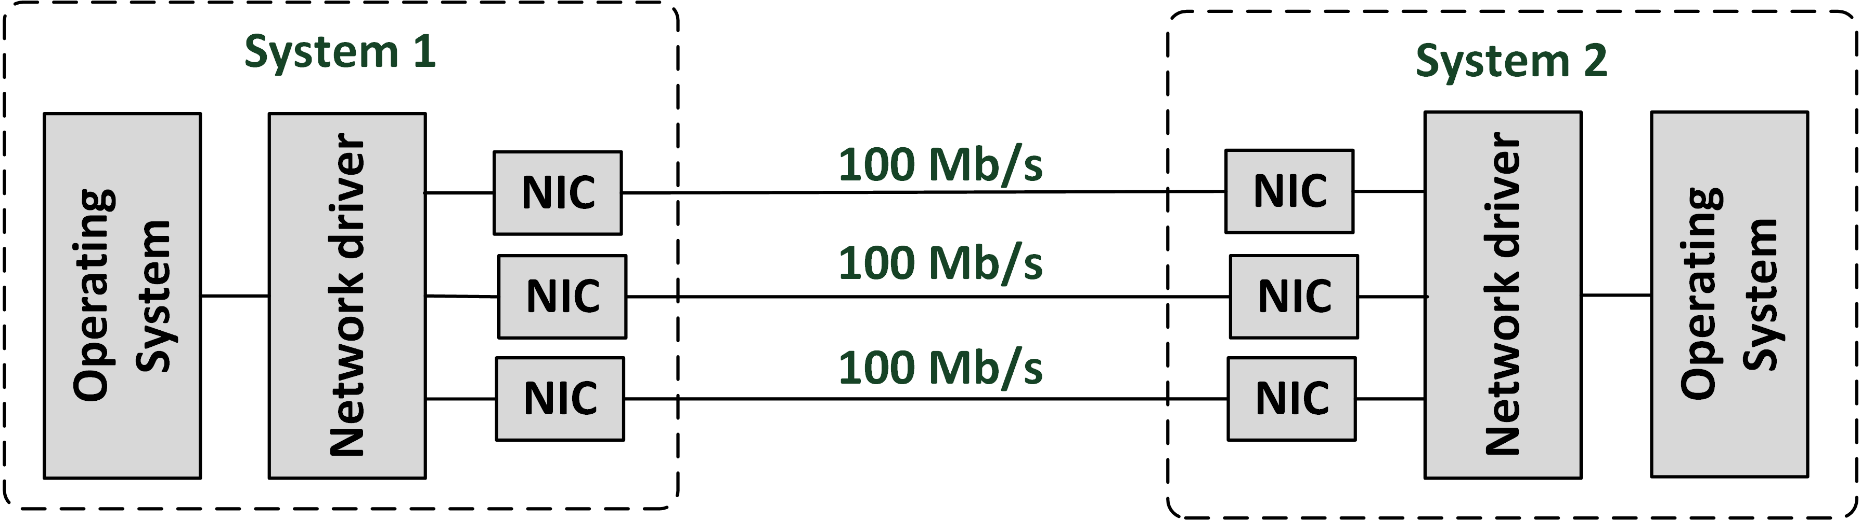 System 1
Operating
System
Network driver
NIC
NIC
NIC
100 Mb/s
100 Mb/s
100 Mb/s
System 2
NIC
NIC
NIC
Network driver
Operating
System